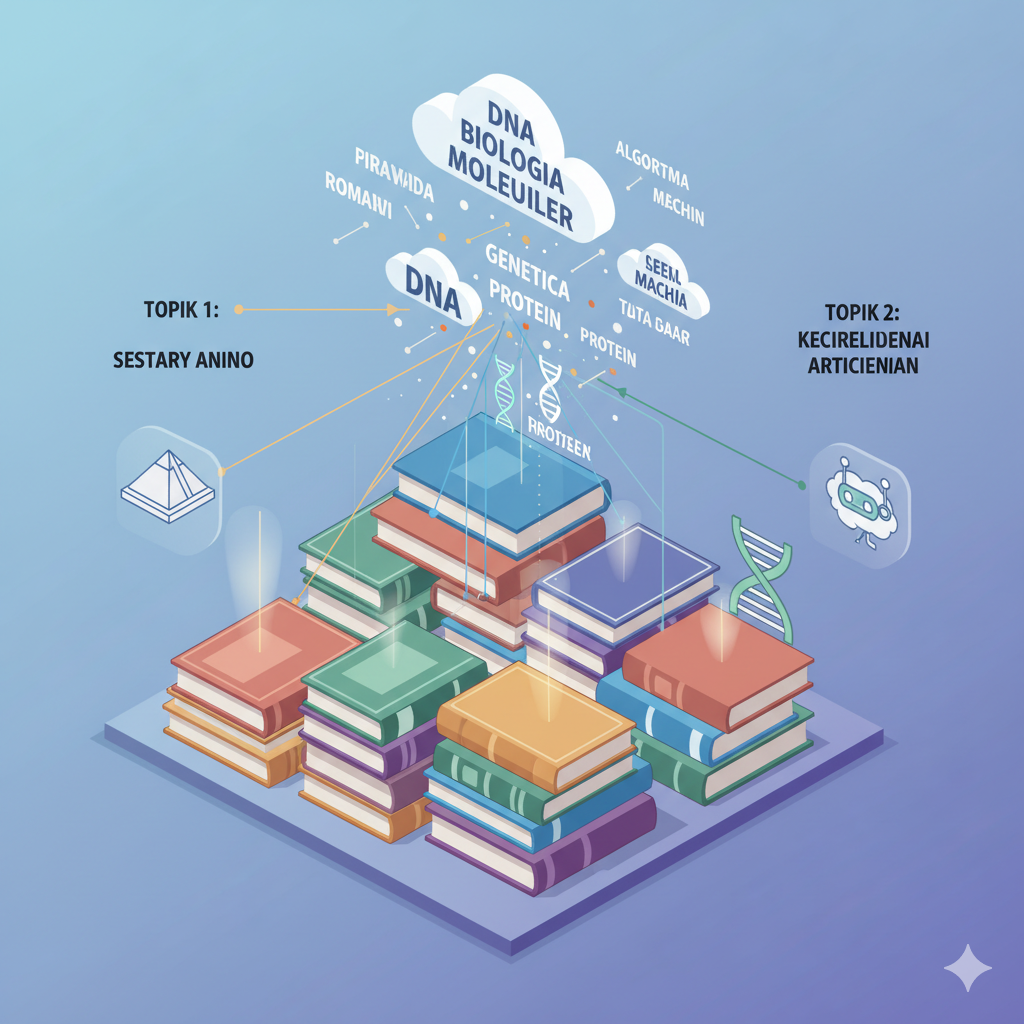 DNA
BIOLOGIA
MOLEUILER
PIRAWIDA
ROMAIVI
ALGORTMA
MECHIN
DNA
GENETICA
PROTEIN
SEEM
MACHIA
TUTA GAAR
PROTEIN
TOPIK 1:
SESTARY ANINO
TOPIK 2:
KECIRELIDENAI
ARTICIENIAN